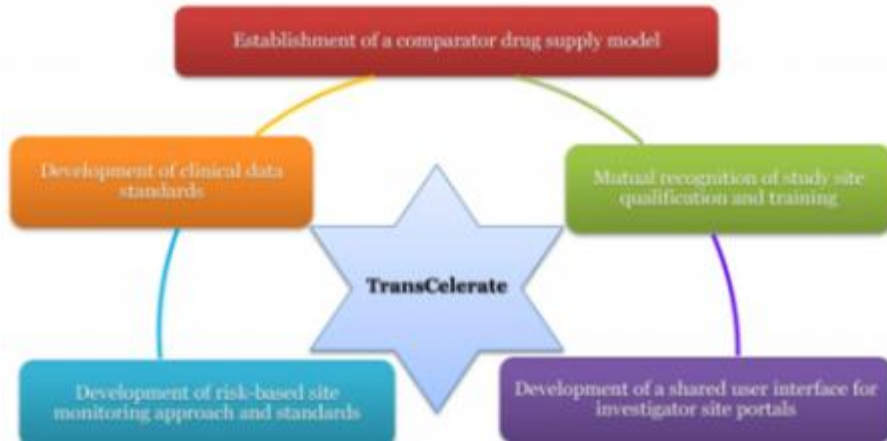 Establishment of a comparator drug supply model
Development of clinical data
standards
Mutual recognition of study site
qualification and training
TransCelerate
Development of risk-based site
monitoring approach and standards
Development of a shared user interface for
investigator site portals